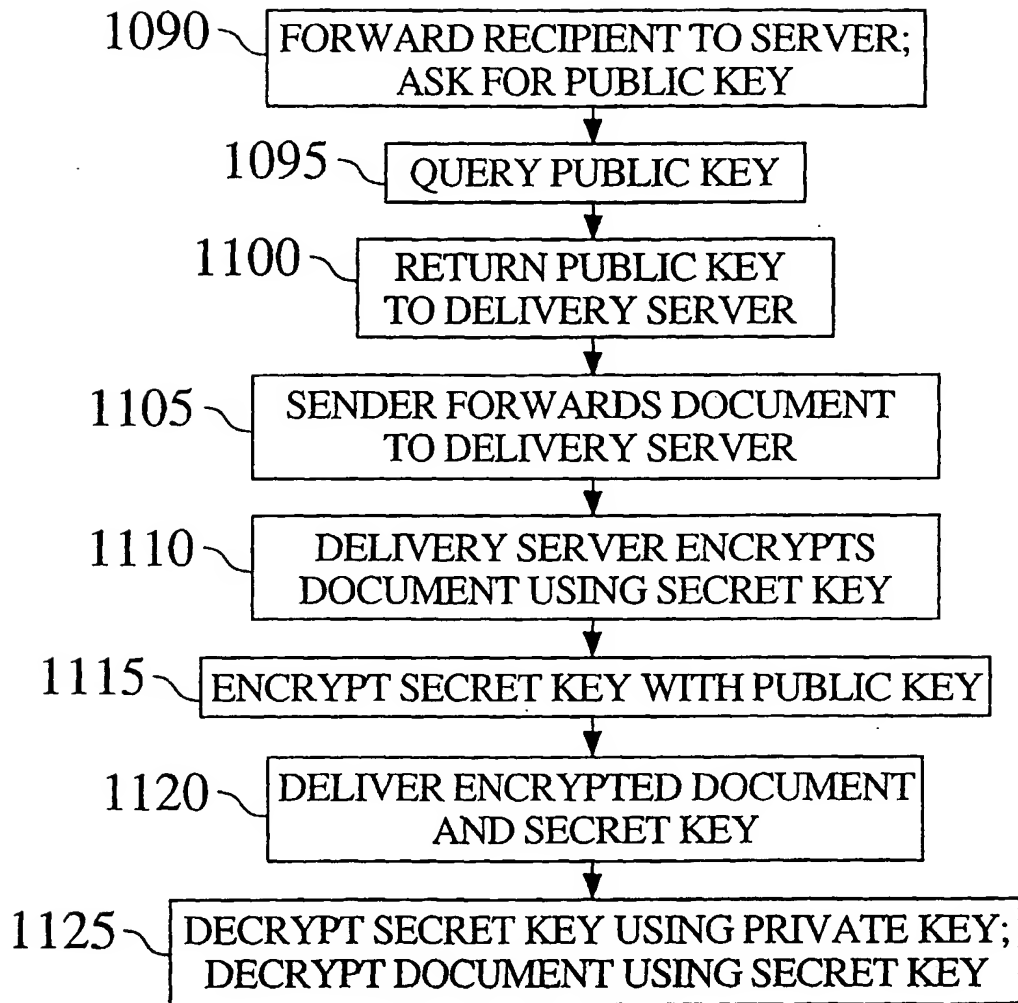 1090
FORWARD RECIPIENT TO SERVER;
ASK FOR PUBLIC KEY
1095
QUERY PUBLIC KEY
1100
RETURN PUBLIC KEY
TO DELIVERY SERVER
1105
SENDER FORWARDS DOCUMENT
TO DELIVERY SERVER
1110
DELIVERY SERVER ENCRYPTS
DOCUMENT USING SECRET KEY
1115
ENCRYPT SECRET KEY WITH PUBLIC KEY
1120
DELIVER ENCRYPTED DOCUMENT
AND SECRET KEY
1125
DECRYPT SECRET KEY USING PRIVATE KEY;
DECRYPT DOCUMENT USING SECRET KEY